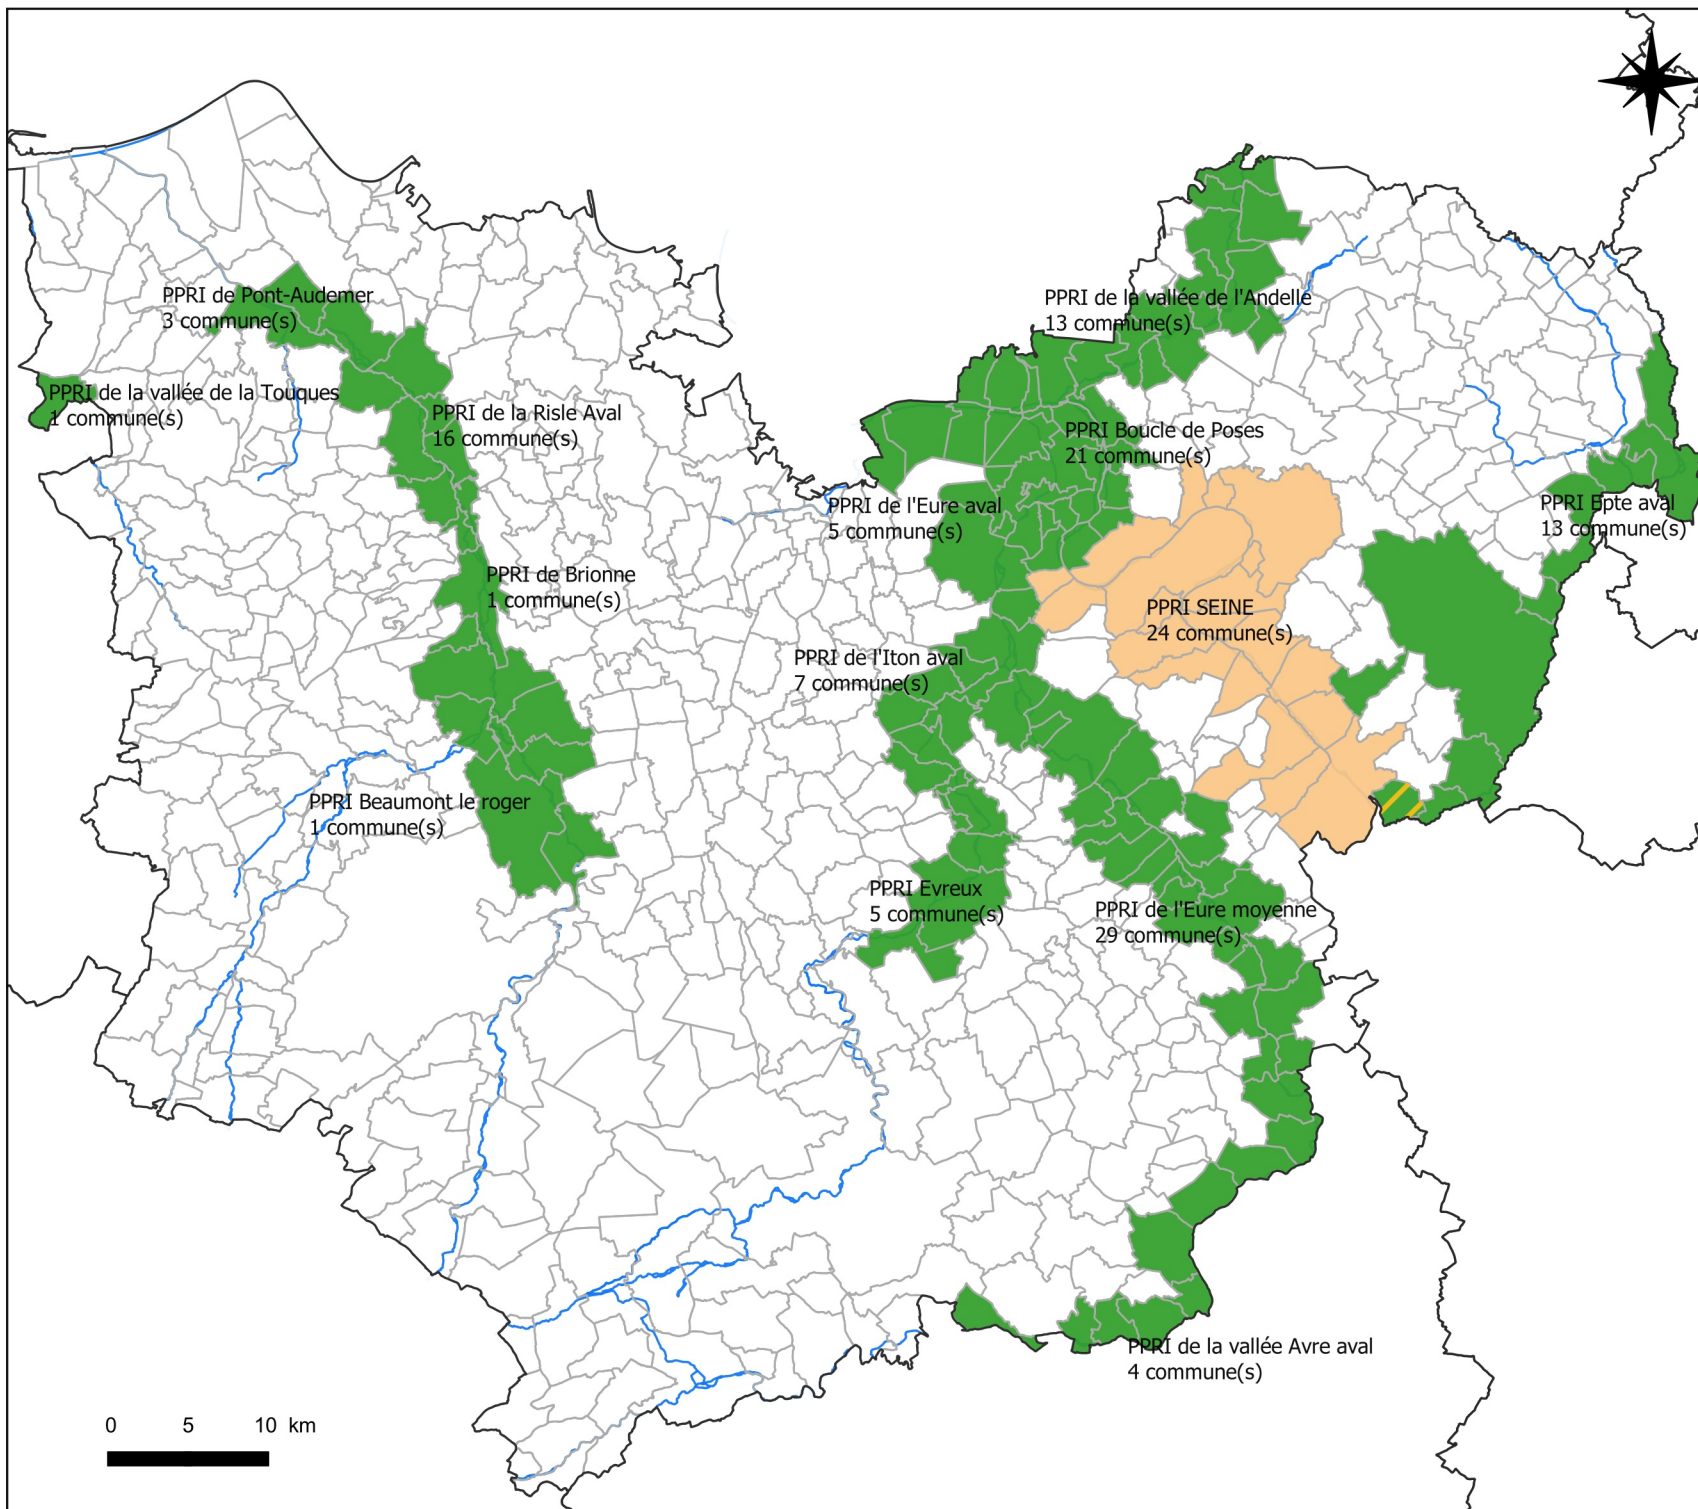 PPRI de Pont-Audemer
3 commune(s)
PPRI de la vallée de l'Andelle
13 commune(s)
PPRI de la vallée de la Touques
1 commune(s)
PPRI de la Risle Aval
16 commune(s)
PPRI Boucle de Poses
21 commune(s)
PPRI de l'Eure aval
5 commune(s)
PPRI Epte aval
13 commune(s)
PPRI de Brionne
1 commune(s)
PPRI SEINE
24 commune(s)
PPRI de l'Iton aval
7 commune(s)
PPRI Beaumont le roger
1 commune(s)
PPRI Evreux
5 commune(s)
PPRI de l'Eure moyenne
29 commune(s)
PPRI de la vallée Avre aval
4 commune(s)
0 5 10 km